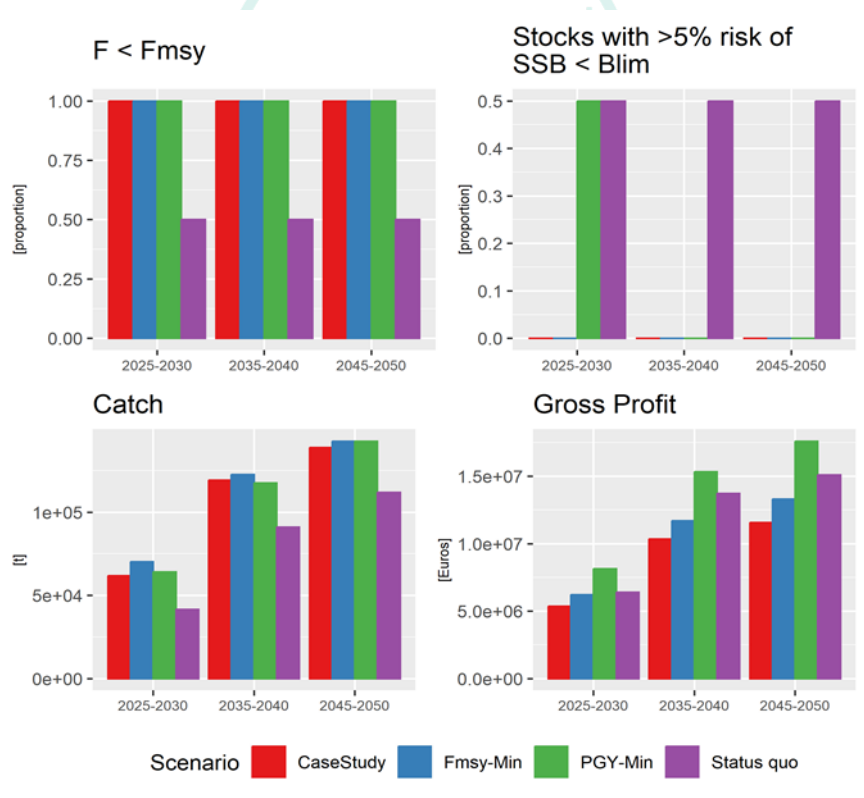 F < Fmsy
[proportion]
1.00
0.75
0.50
0.25
0.00
2025-2030 2035-2040 2045-2050
Stocks with >5% risk of
SSB < Blim
[proportion]
0.5
0.4
0.3
0.2
0.1
0.0
2025-2030 2035-2040 2045-2050
Catch
[t]
1e+05
5e+04
0e+00
2025-2030 2035-2040 2045-2050
Gross Profit
[Euros]
1.5e+07
1.0e+07
5.0e+06
0.0e+00
2025-2030 2035-2040 2045-2050
Scenario CaseStudy Fmsy-Min PGY-Min Status quo